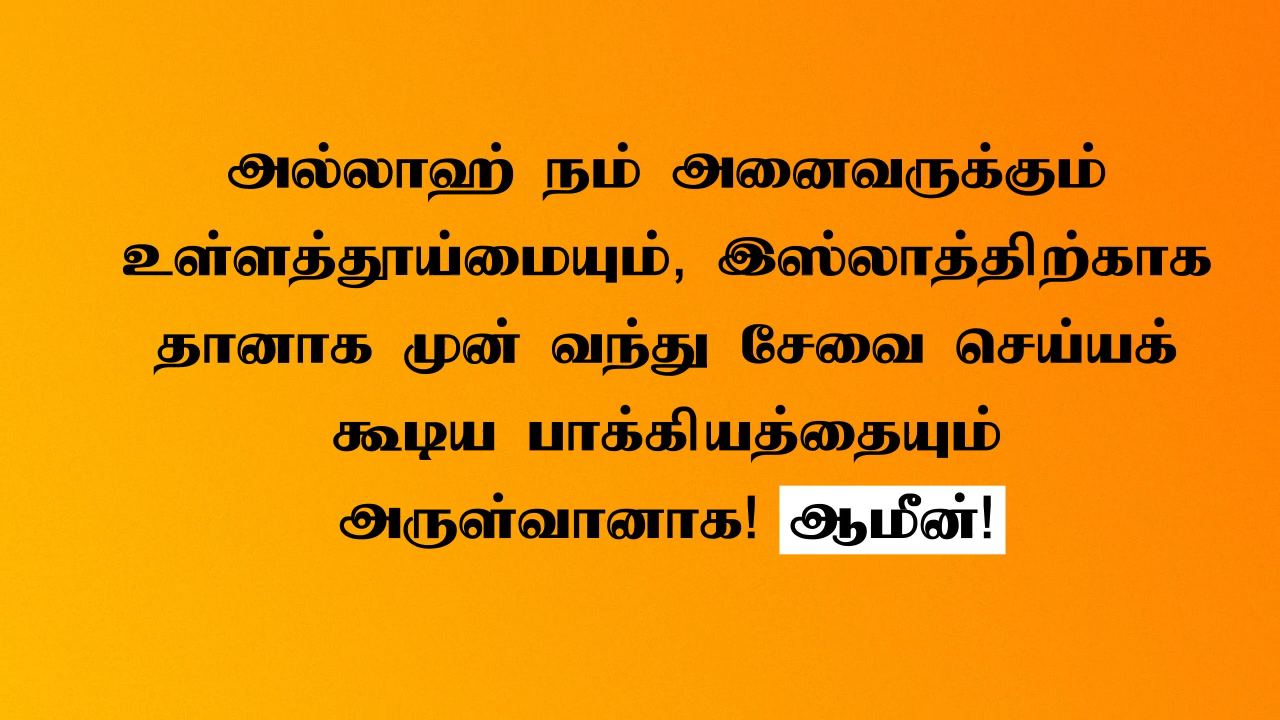 அல்லாஹ் நம் அனைவருக்கும்
உள்ளத்தூய்மையும், இஸ்லாத்திற்காக
தானாக முன் வந்து சேவை செய்யக்
கூடிய பாக்கியத்தையும்
அருள்வானாக! ஆமீன்!